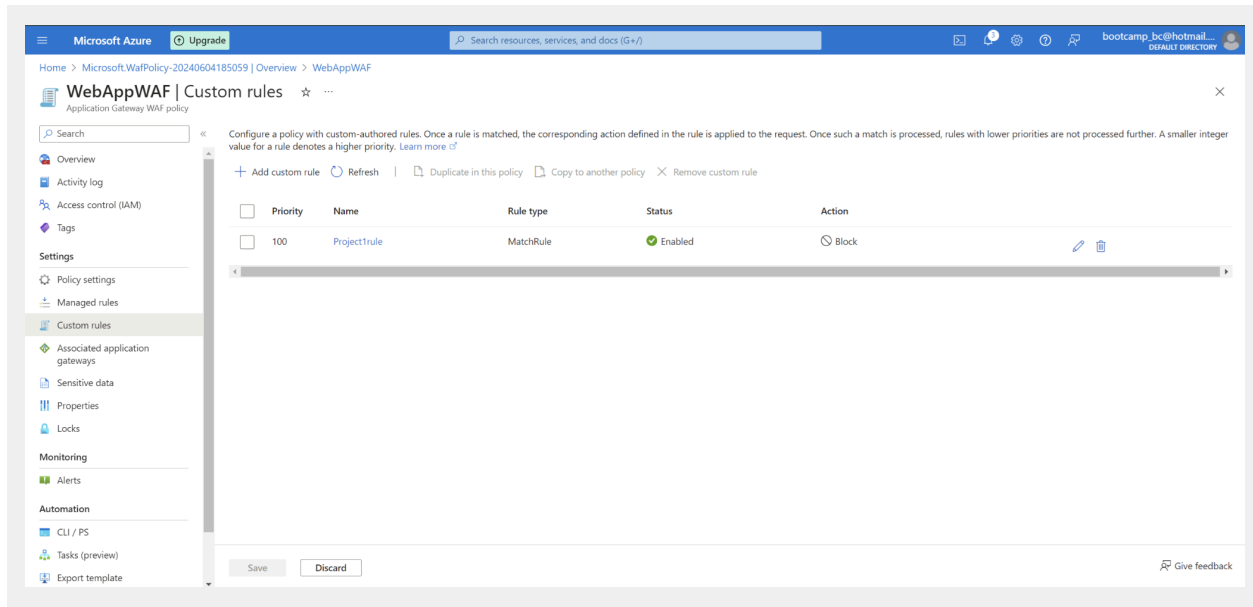 Microsoft Azure
Upgrade
Search resources, services, and docs (G+/)
3
bootcamp_bc@hotmail....
DEFAULT DIRECTORY
Home > Microsoft.WafPolicy-20240604185059 | Overview > WebAppWAF
WebAppWAF | Custom rules
Application Gateway WAF policy
Search
Overview
Activity log
Access control (IAM)
Tags
Settings
Policy settings
Managed rules
Custom rules
Associated application
gateways
Sensitive data
Properties
Locks
Monitoring
Alerts
Automation
CLI / PS
Tasks (preview)
Export template
Configure a policy with custom-authored rules. Once a rule is matched, the corresponding action defined in the rule is applied to the request. Once such a match is processed, rules with lower priorities are not processed further. A smaller integer
value for a rule denotes a higher priority. Learn more
Add custom rule Refresh | Duplicate in this policy Copy to another policy Remove custom rule
Priority Name Rule type Status Action
100 Project1rule MatchRule Enabled Block
Save Discard
Give feedback